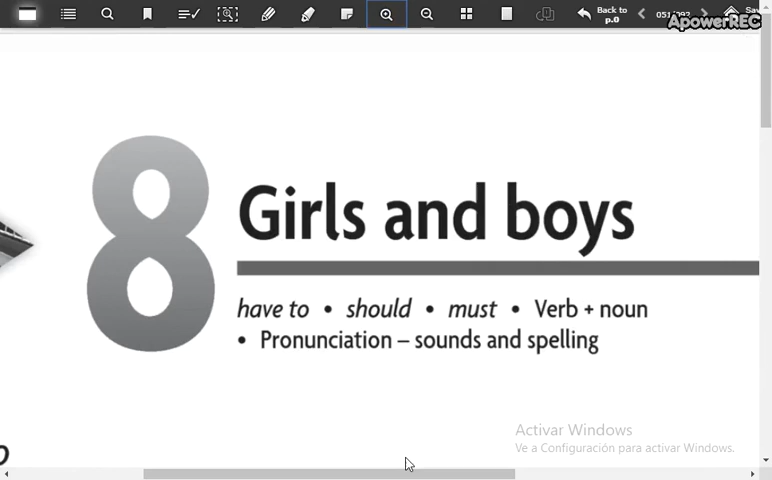 Back to
p.0
ApowerREC
8
Girls and boys
have to • should • must • Verb + noun
• Pronunciation – sounds and spelling
Activar Windows
Ve a Configuración para activar Windows.